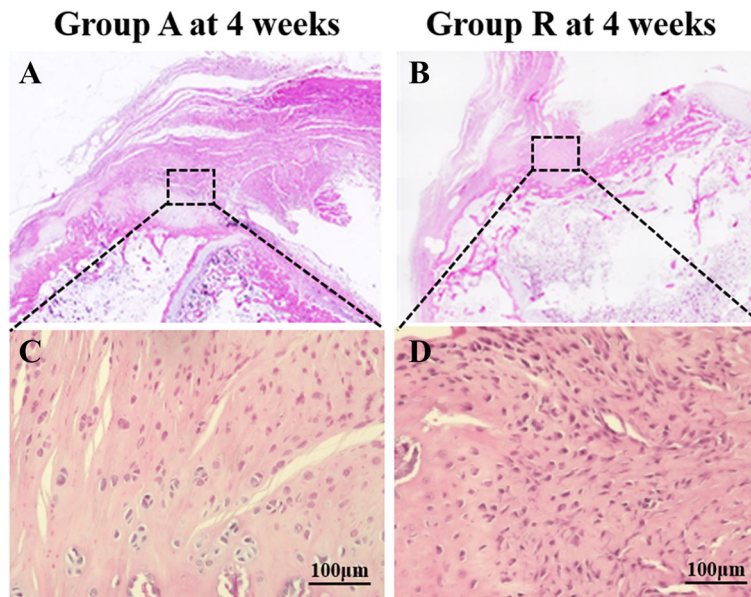 Group A at 4 weeks
Group R at 4 weeks
A
B
C
D
100μm
100μm